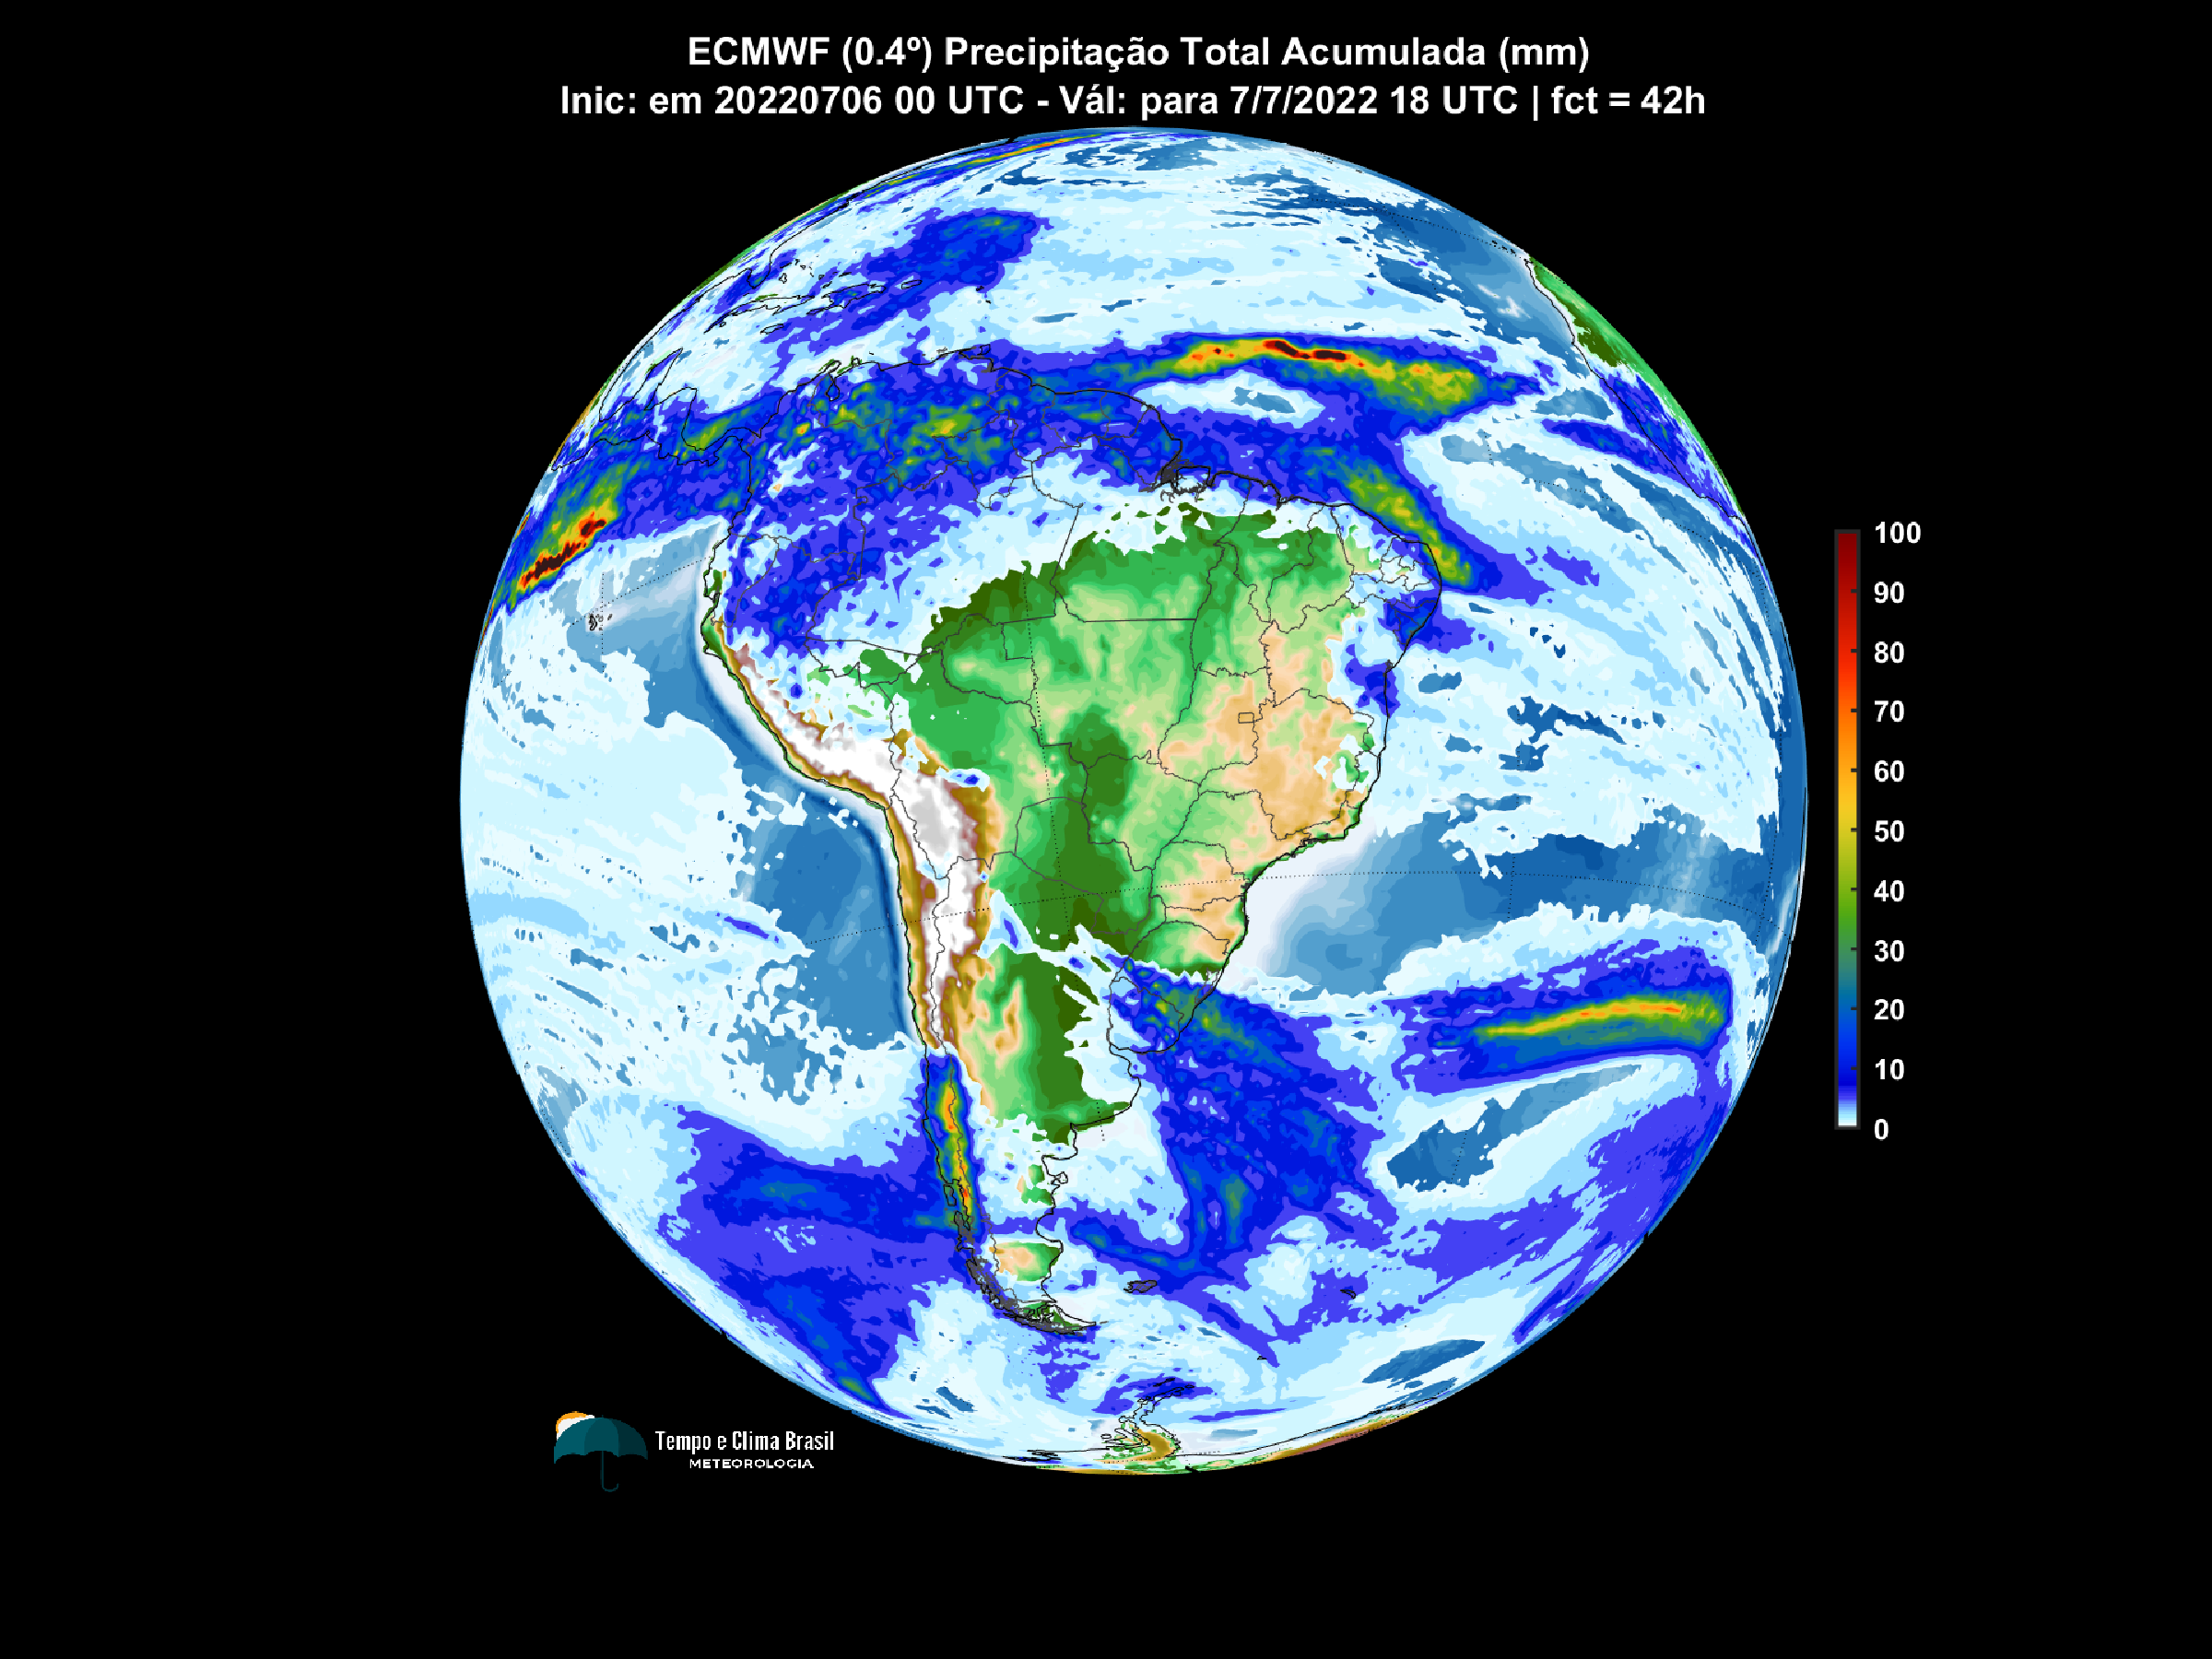 ECMWF (0.4º) Precipitação Total Acumulada (mm)
Inic: em 20220706 00 UTC - Vál: para 7/7/2022 18 UTC | fct = 42h
100
90
80
70
60
50
40
30
20
10
0
Tempo e Clima Brasil
METEOROLOGIA